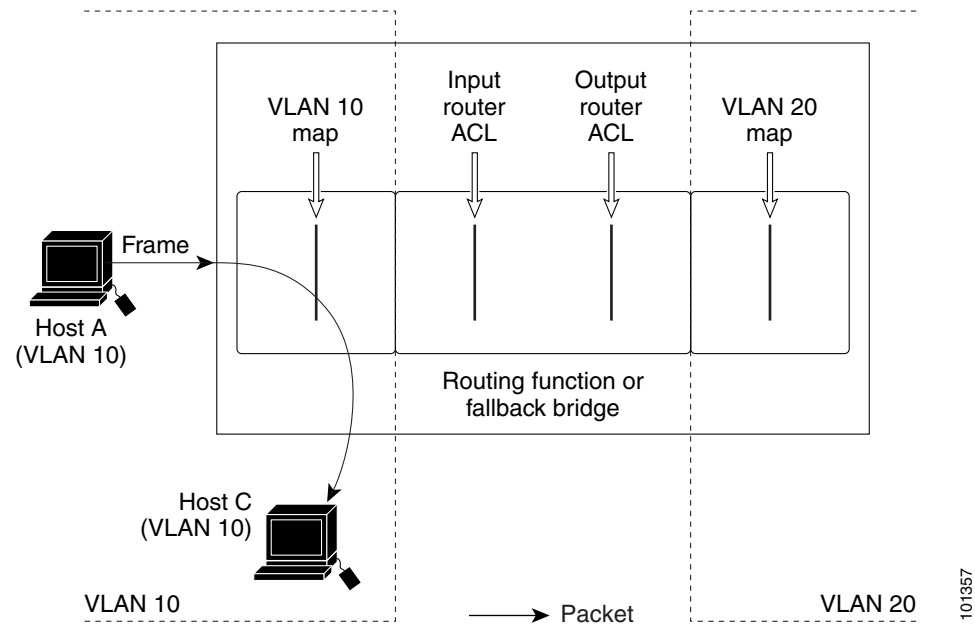 VLAN 10
map
Input
router
ACL
Output
router
ACL
VLAN 20
map
Frame
Host A
(VLAN 10)
Routing function or
fallback bridge
Host C
(VLAN 10)
VLAN 10
Packet
VLAN 20
101357